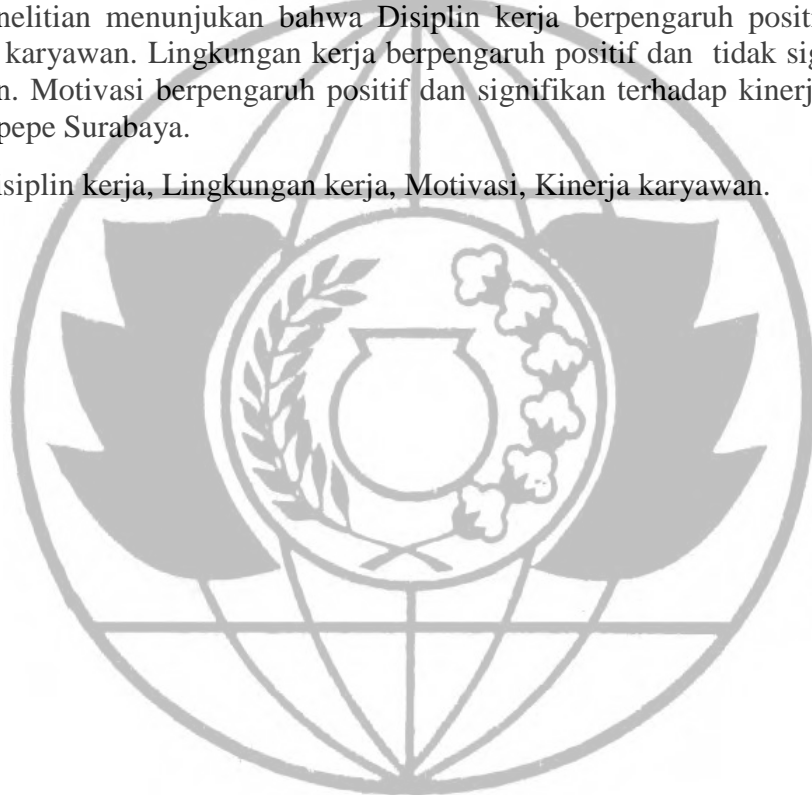 nelitian menunjukan bahwa Disiplin kerja berpengaruh posit
karyawan. Lingkungan kerja berpengaruh positif dan tidak sig
n. Motivasi berpengaruh positif dan signifikan terhadap kinerj
pepe Surabaya.
isiplin kerja, Lingkungan kerja, Motivasi, Kinerja karyawan.